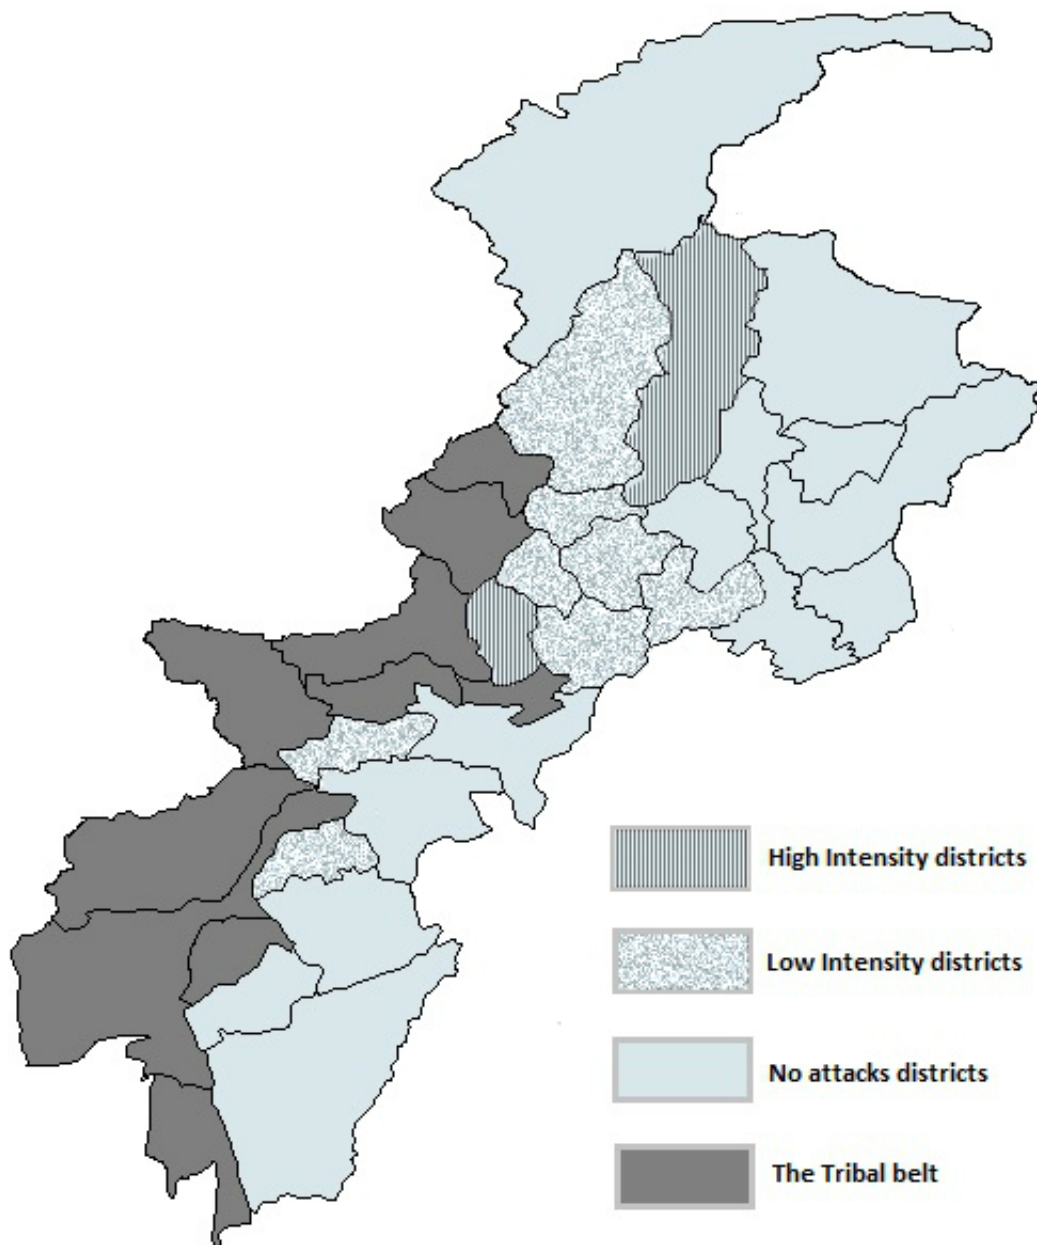 High Intensity districts
Low Intensity districts
No attacks districts
The Tribal belt